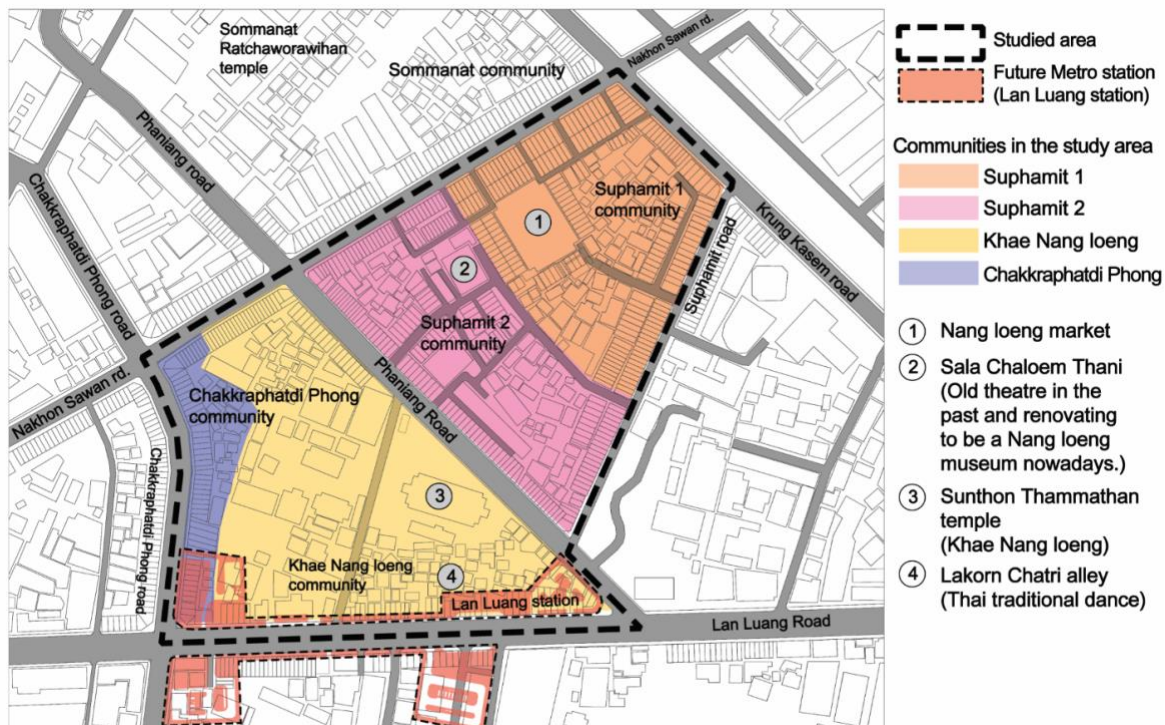 Sommanat
Ratchaworawihan
temple
Sommanat community
Nakhon Sawan rd.
Phaniang road
Chakkraphatdi Phong road
Suphamit 1
community
1
Krung Kasem road
Suphamit road
2
Suphamit 2
community
Phaniang Road
Chakkraphatdi Phong
community
Nakhon Sawan rd.
Chakkraphatdi Phong road
3
Khae Nang loeng
community
4
Lan Luang station
Lan Luang Road
Studied area
Future Metro station
(Lan Luang station)
Communities in the study area
Suphamit 1
Suphamit 2
Khae Nang loeng
Chakkraphatdi Phong
1 Nang loeng market
2 Sala Chaloem Thani
(Old theatre in the
past and renovating
to be a Nang loeng
museum nowadays.)
3 Sunthon Thammathan
temple
(Khae Nang loeng)
4 Lakorn Chatri alley
(Thai traditional dance)